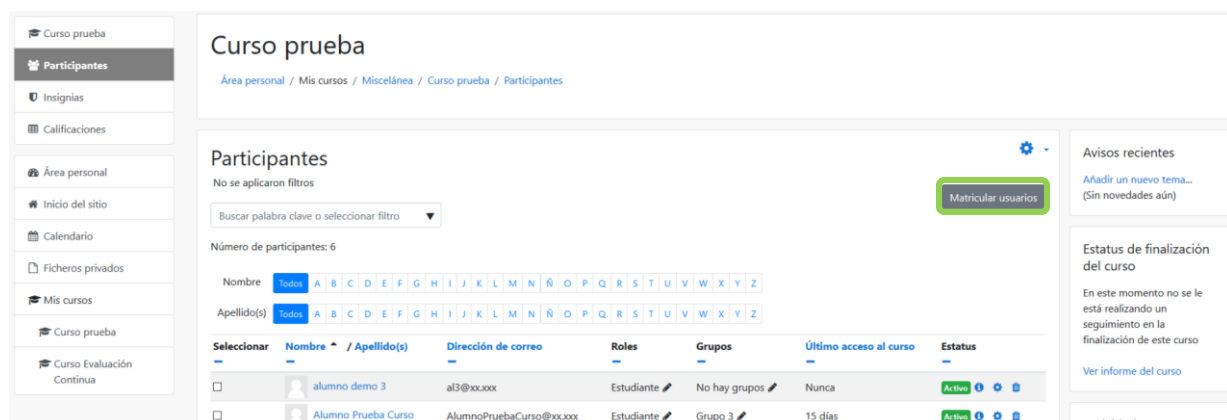 Curso prueba
Participantes
Insignias
Calificaciones
Área personal
Inicio del sitio
Calendario
Ficheros privados
Mis cursos
Curso prueba
Curso Evaluación
Continua
Curso prueba
Área personal / Mis cursos / Miscelánea / Curso prueba / Participantes
Participantes
No se aplicaron filtros
Matricular usuarios
Buscar palabra clave o seleccionar filtro ▼
Número de participantes: 6
Nombre Todos A B C D E F G H I J K L M N Ñ O P Q R S T U V W X Y Z
Apellido(s) Todos A B C D E F G H I J K L M N Ñ O P Q R S T U V W X Y Z
Seleccionar Nombre / Apellido(s) Dirección de correo Roles Grupos Último acceso al curso Estatus
alumno demo 3 al3@xx.xxx Estudiante No hay grupos Nunca Activo
Alumno Prueba Curso AlumnoPruebaCurso@xx.xxx Estudiante Grupo 3 15 días Activo
Avisos recientes
Añadir un nuevo tema...
(Sin novedades aún)
Estatus de finalización
del curso
En este momento no se le
está realizando un
seguimiento en la
finalización de este curso
Ver informe del curso